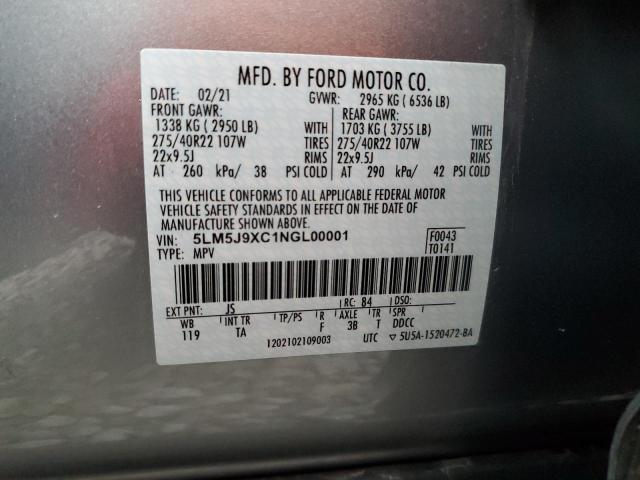 MFD. BY FORD MOTOR CO.
DATE: 02/21 GVWR: 2965 KG ( 6536 LB)
FRONT GAWR: REAR GAWR:
1338 KG ( 2950 LB) WITH 1703 KG ( 3755 LB) WITH
275/40R22 107W TIRES 275/40R22 107W TIRES
22x9.5J RIMS 22x9.5J RIMS
AT 260 kPa/ 38 PSI COLD AT 290 kPa/ 42 PSI COLD
THIS VEHICLE CONFORMS TO ALL APPLICABLE FEDERAL MOTOR
VEHICLE SAFETY STANDARDS IN EFFECT ON THE DATE OF
MANUFACTURE SHOWN ABOVE.
VIN: 5LM5J9XC1NGL00001 F0043
TYPE: MPV T0141
EXT PNT: JS RC: 84 DSO:
WB INT TR TP/PS R AXLE TR SPR
119 TA F 3B T DDCC
1202102109003 UTC ▽ 5U5A-1520472-BA